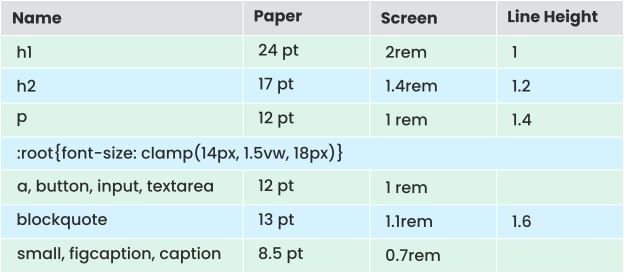 Name Paper Screen Line Height
h1 24 pt 2rem 1
h2 17 pt 1.4rem 1.2
p 12 pt 1 rem 1.4
:root{font-size: clamp(14px, 1.5vw, 18px)}
a, button, input, textarea 12 pt 1 rem
blockquote 13 pt 1.1rem 1.6
small, figcaption, caption 8.5 pt 0.7rem